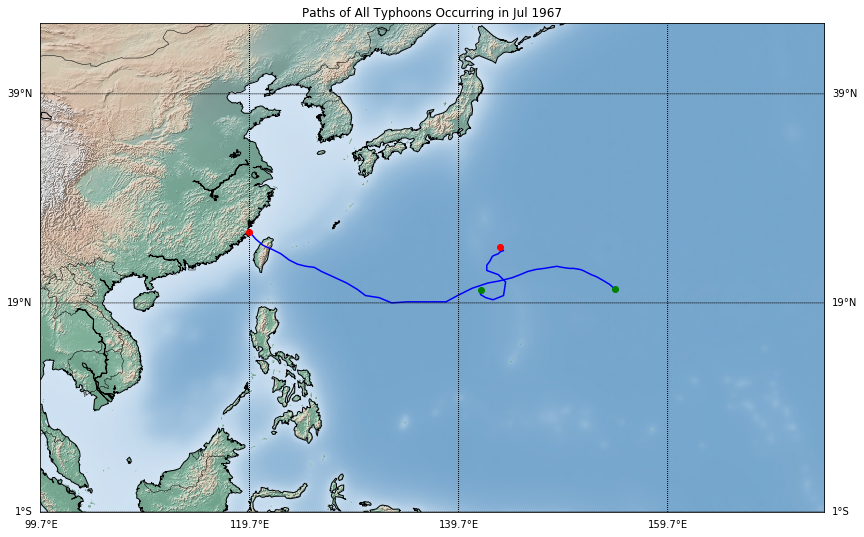 Paths of All Typhoons Occurring in Jul 1967
39°N 39°N
19°N 19°N
1°S 1°S
99.7°E 119.7°E 139.7°E 159.7°E